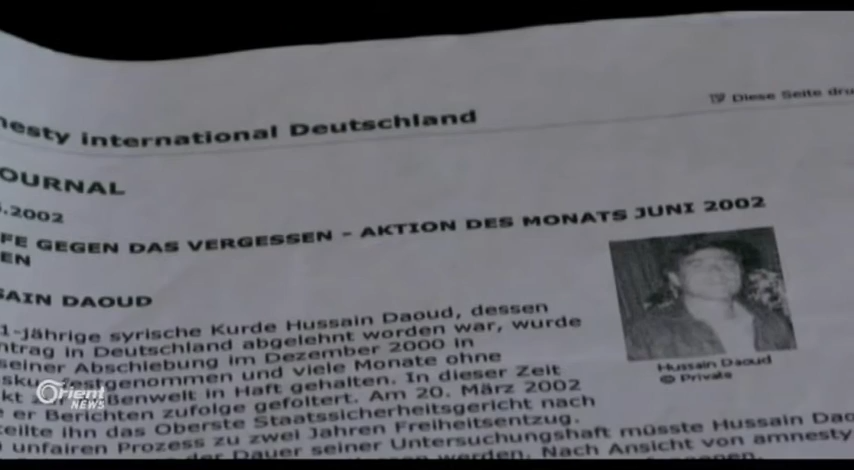 nesty international Deutschland
Diese Seite dru
OURNAL
.2002
FE GEGEN DAS VERGESSEN - AKTION DES MONATS JUNI 2002
EN
SAIN DAOUD
1-jährige syrische Kurde Hussain Daoud, dessen
ntrag in Deutschland abgelehnt worden war, wurde
seiner Abschiebung im Dezember 2000 in
festgenommen und viele Monate ohne
kt zur Außenwelt in Haft gehalten. In dieser Zeit
e er Berichten zufolge gefoltert. Am 20. März 2002
teilte ihn das Oberste Staatssicherheitsgericht nach
unfairen Prozess zu zwei Jahren Freiheitsentzug.
der Dauer seiner Untersuchungshaft müsste Hussain Dao
werden. Nach Ansicht von amnesty
Hussain Daoud
© Private
Orient
NEWS